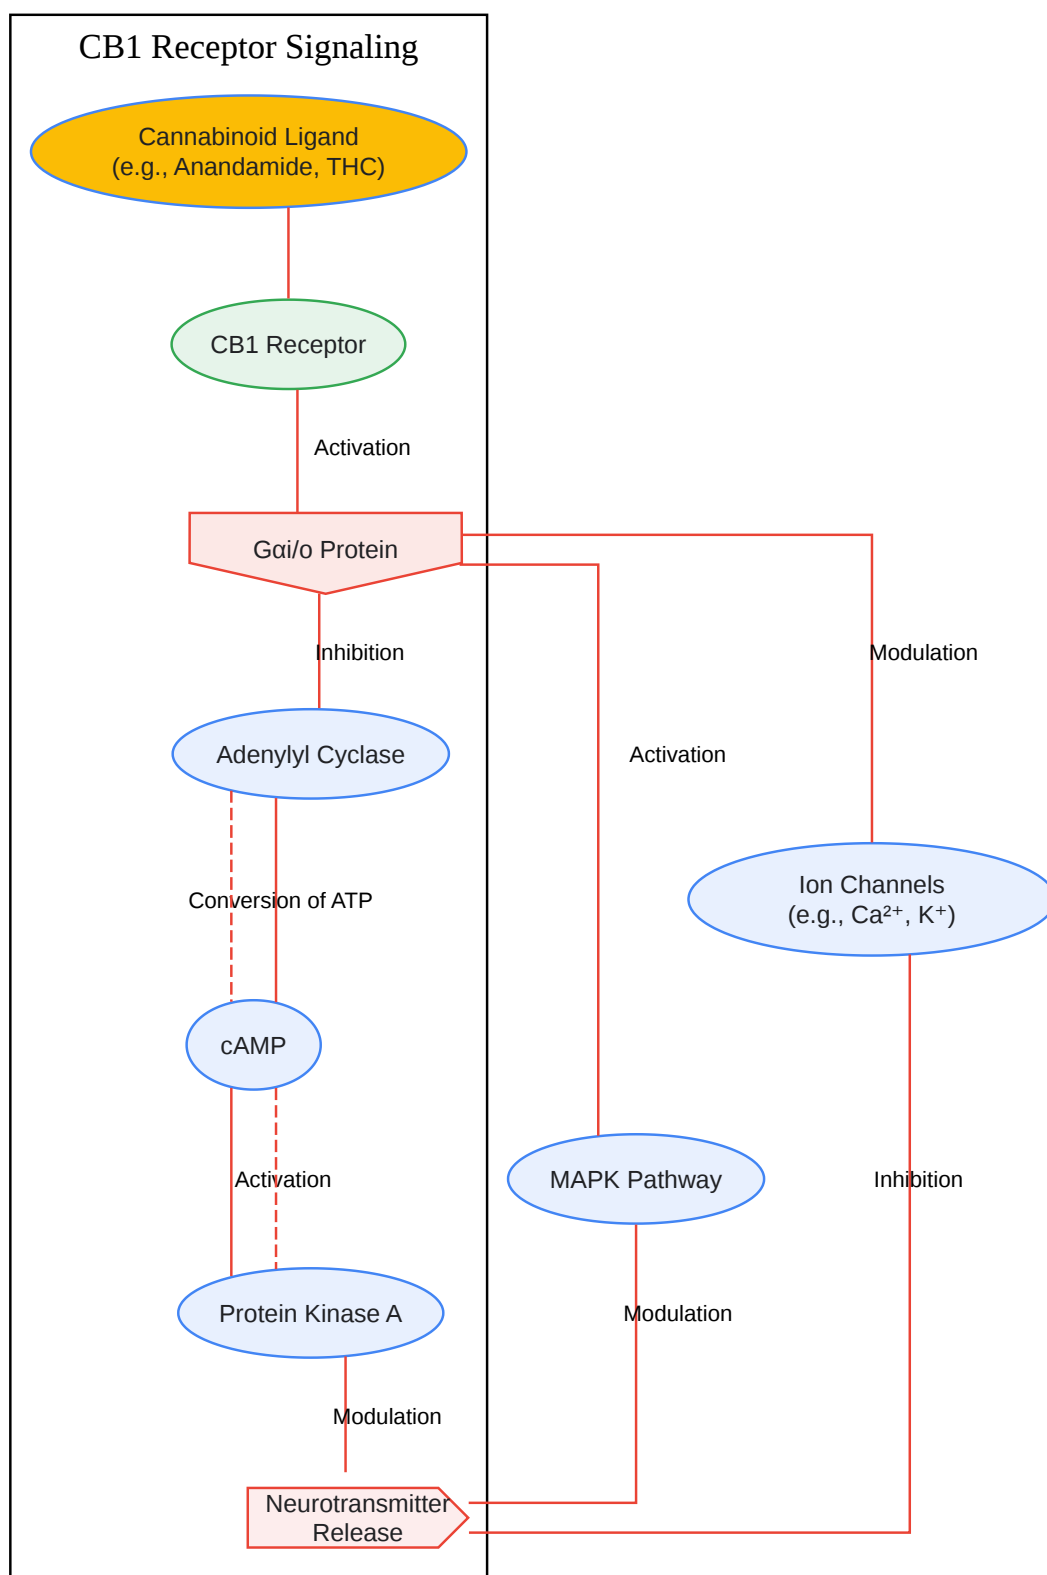 CB1 Receptor Signaling
Cannabinoid Ligand
(e.g., Anandamide, THC)
CB1 Receptor
Activation
Gαi/o Protein
Inhibition
Modulation
Adenylyl Cyclase
Activation
Conversion of ATP
Ion Channels
(e.g., Ca²⁺, K⁺)
cAMP
Activation
MAPK Pathway
Inhibition
Protein Kinase A
Modulation
Modulation
Neurotransmitter
Release